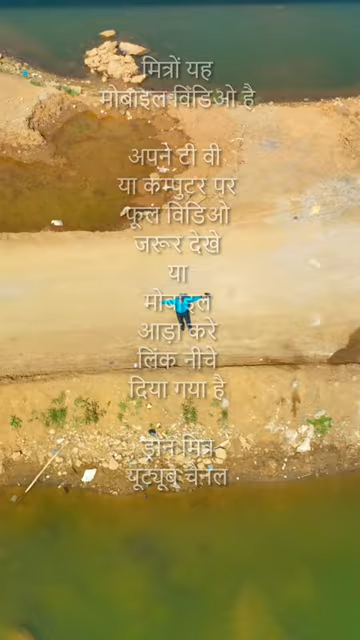 मित्रों यह
मोबाइल विडिओ है
अपने टी वी
या कम्पुटर पर
फूल विडिओ
जरूर देखे
या
मोबाइल
आड़ा करे
लिंक नीचे
दिया गया है
ड्रोन मित्र
यूट्यूब चैनल